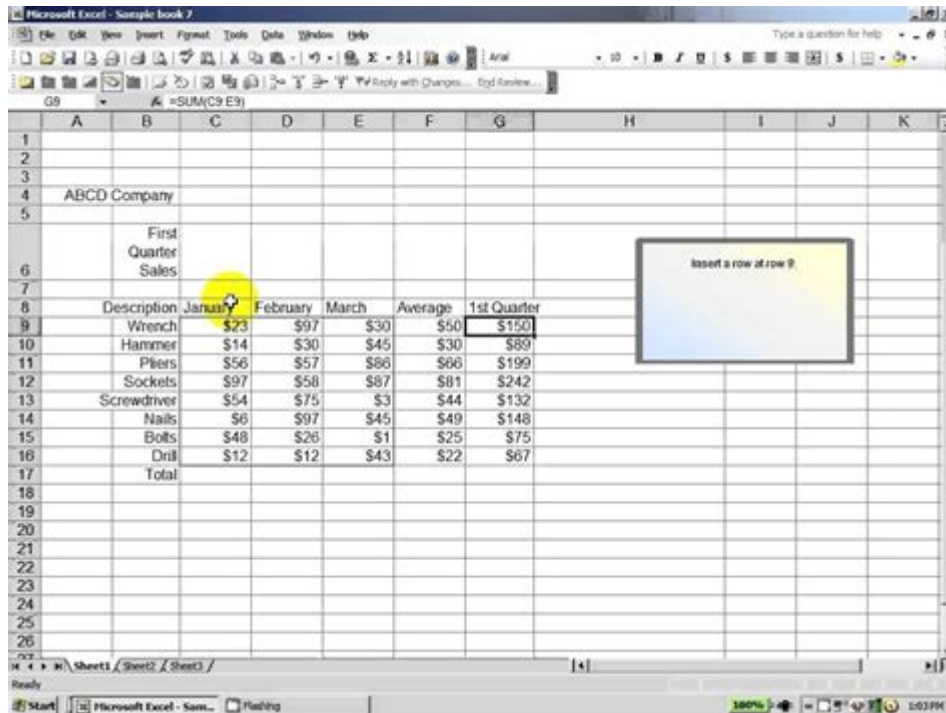 Microsoft Excel - Sample book 7
File Edit View Insert Format Tools Data Window Help Type a question for help
Arial 10 B I U $ $
Reply with Changes... End Review...
G9 =SUM(C9:E9)
A B C D E F G H I J K
1
2
3
4 ABCD Company
5
First
Quarter
6 Sales
7
8 Description January February March Average 1st Quarter
9 Wrench $23 $97 $30 $50 $150
10 Hammer $14 $30 $45 $30 $89
11 Pliers $56 $57 $86 $66 $199
12 Sockets $97 $58 $87 $81 $242
13 Screwdriver $54 $75 $3 $44 $132
14 Nails $6 $97 $45 $49 $148
15 Bolts $48 $26 $1 $25 $75
16 Drill $12 $12 $43 $22 $67
17 Total
18
19
20
21
22
23
24
25
26
27
Insert a row at row 9.
Sheet1 Sheet2 Sheet3
Ready
Start Microsoft Excel - Sam... Flashing 100% 1:03 PM